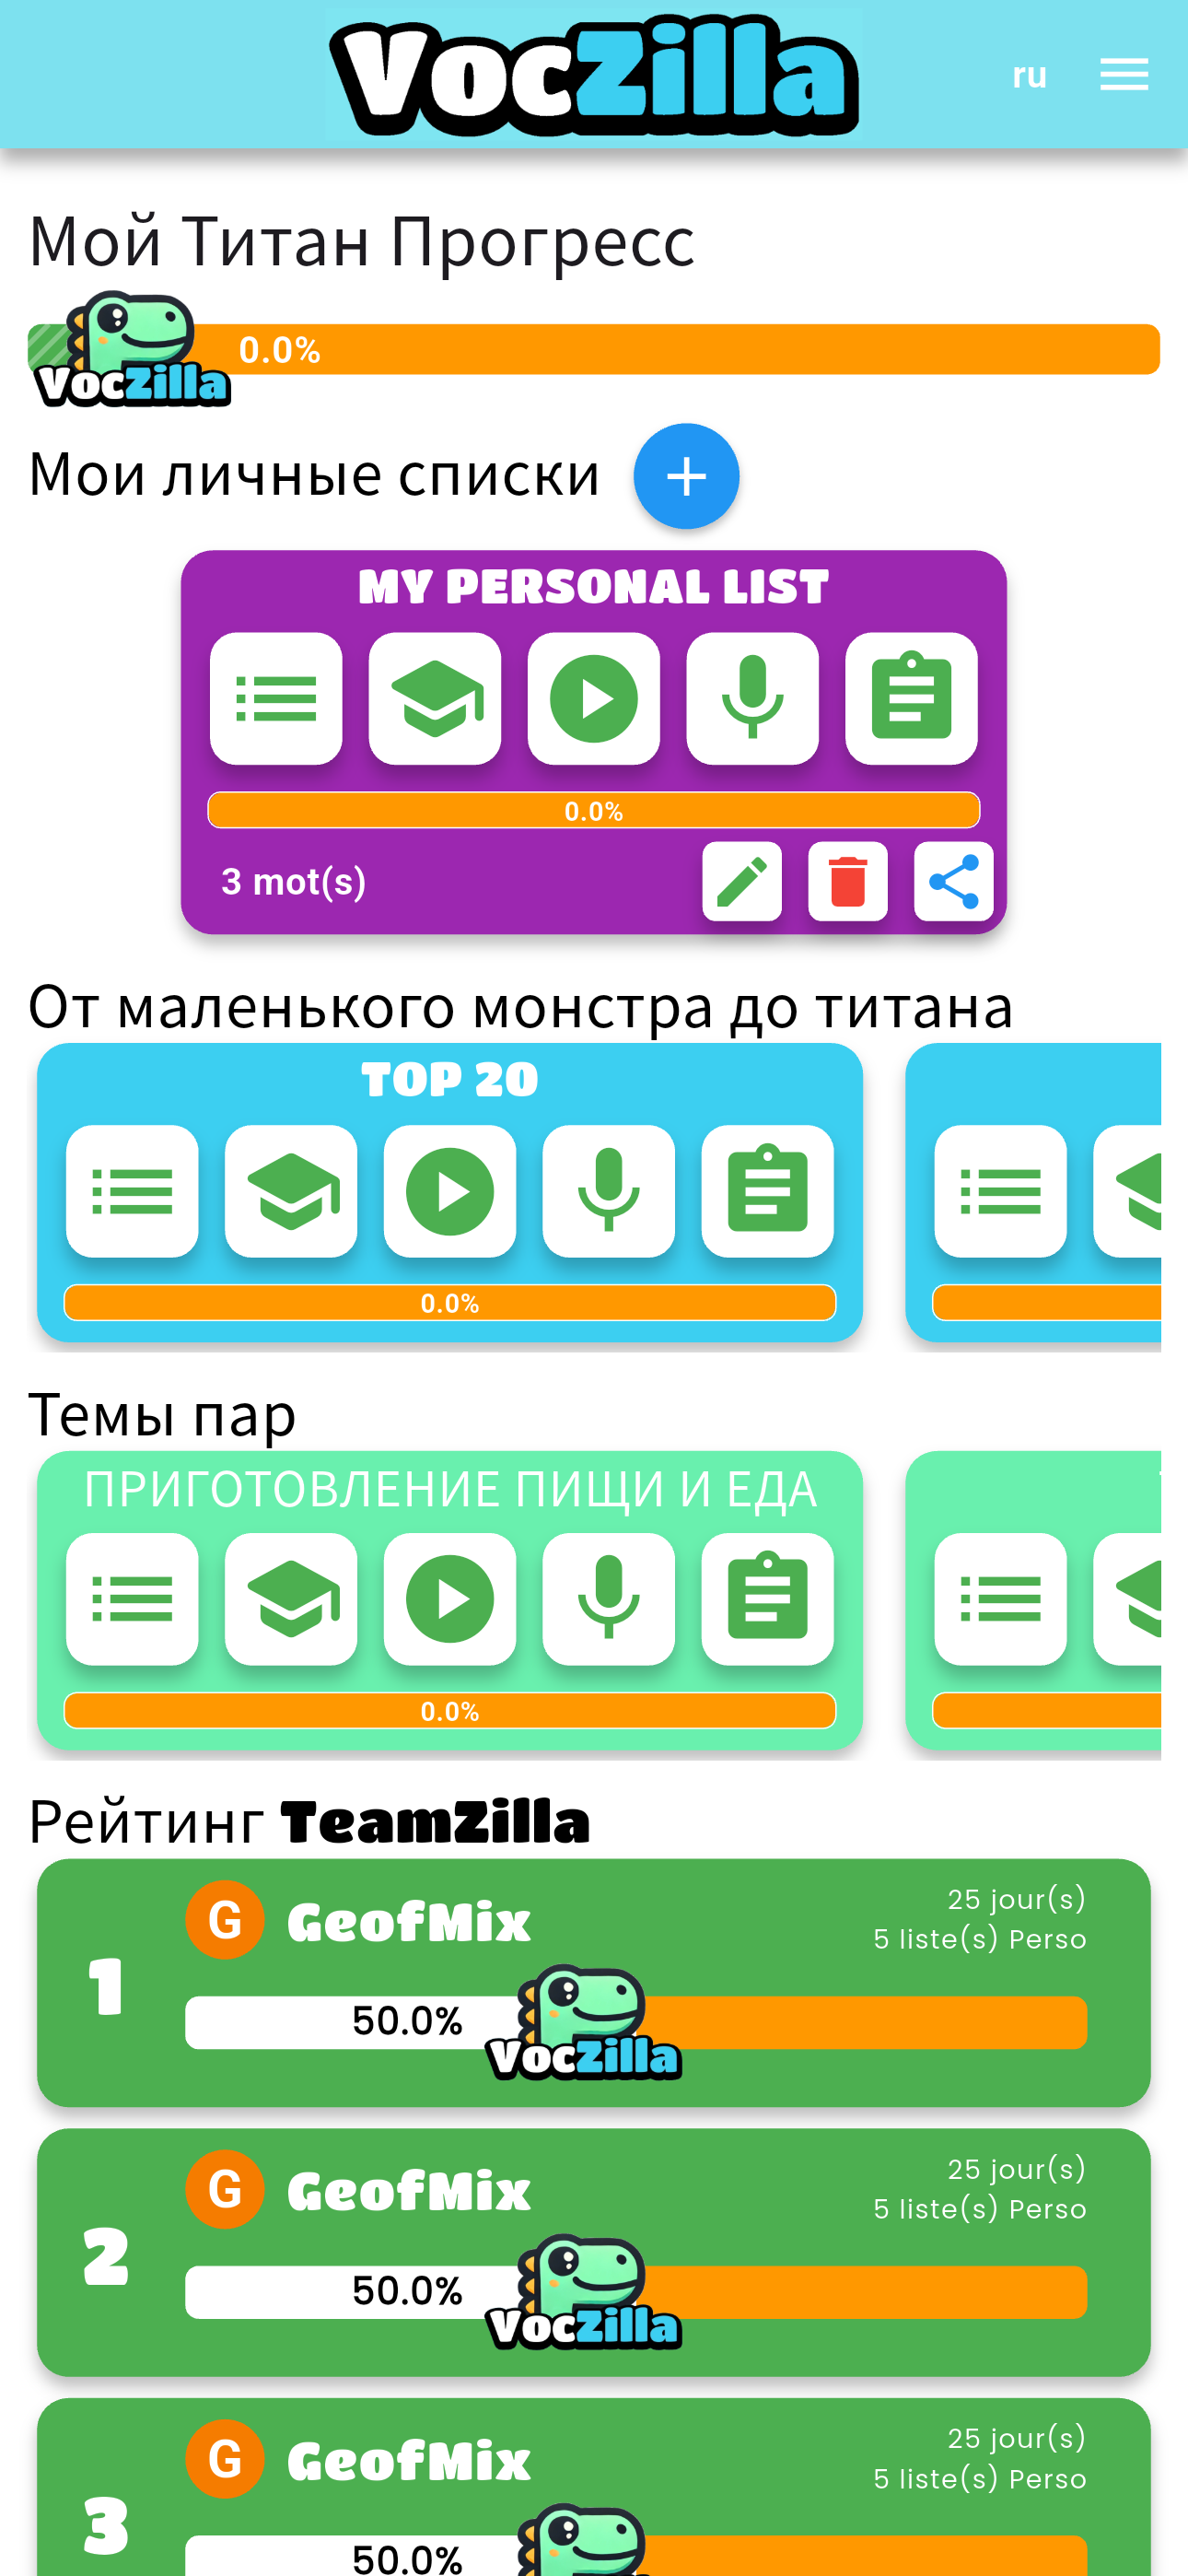 VocZilla
ru
Мой Титан Прогресс
0.0%
VocZilla
Мои личные списки
MY PERSONAL LIST
0.0%
3 mot(s)
От маленького монстра до титана
TOP 20
0.0%
Темы пар
ПРИГОТОВЛЕНИЕ ПИЩИ И ЕДА
0.0%
Рейтинг TeamZilla
1
G GeofMix
25 jour(s)
5 liste(s) Perso
50.0%
VocZilla
2
G GeofMix
25 jour(s)
5 liste(s) Perso
50.0%
VocZilla
3
G GeofMix
25 jour(s)
5 liste(s) Perso
50.0%